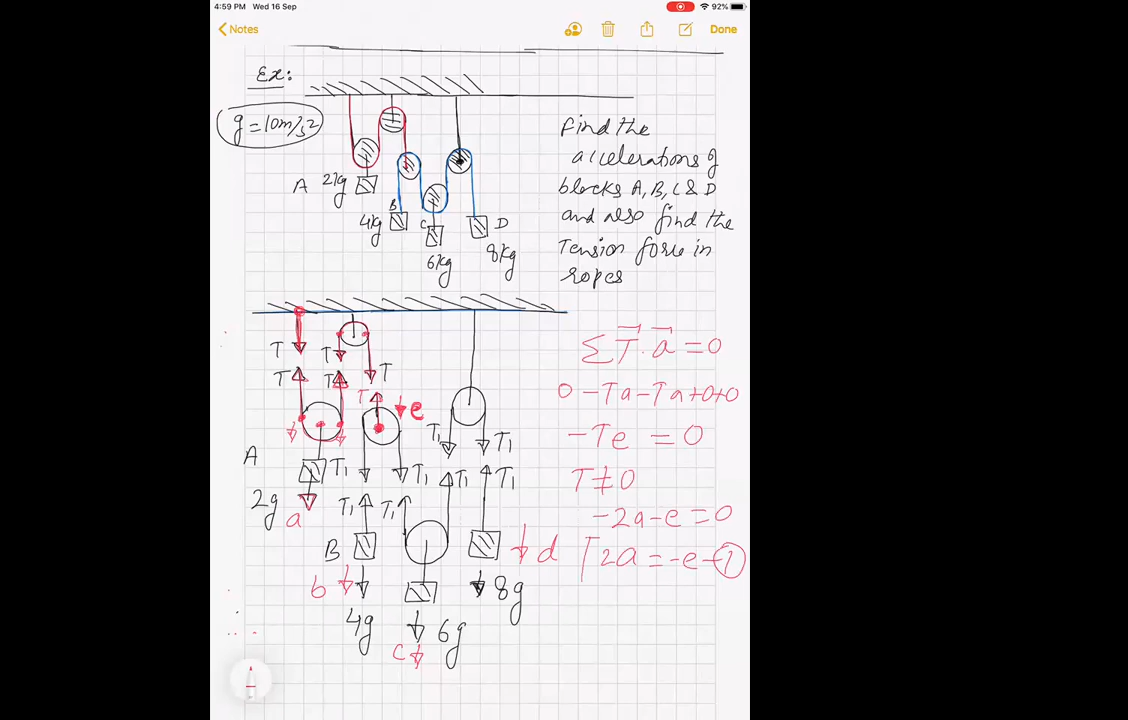 4:59 PM Wed 16 Sep
92%
Notes
Done
Ex:
g = 10m/s2
A 2kg
B
4kg
C
6kg
D
8kg
Find the
accelerations of
blocks A, B, C & D
and also find the
Tension force in
ropes
T
T
T
T
T
T
e
A
T1
T1
T1
T1
T1
T1
T1
T1
2g
a
B
b
4g
C
6g
8g
d
∑ T⃗ . a⃗ = 0
0 -Ta -Ta +0+0
-Te = 0
T ≠ 0
-2a-e=0
2a = -e -①